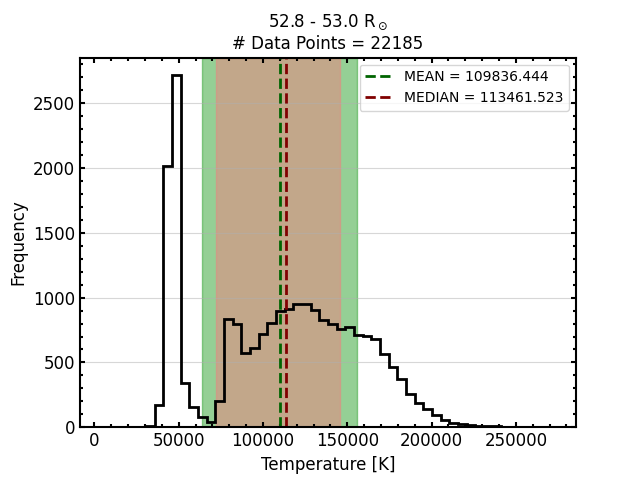 52.8 - 53.0 R⊙
# Data Points = 22185
MEAN = 109836.444
MEDIAN = 113461.523
Frequency
2500
2000
1500
1000
500
0
0 50000 100000 150000 200000 250000
Temperature [K]